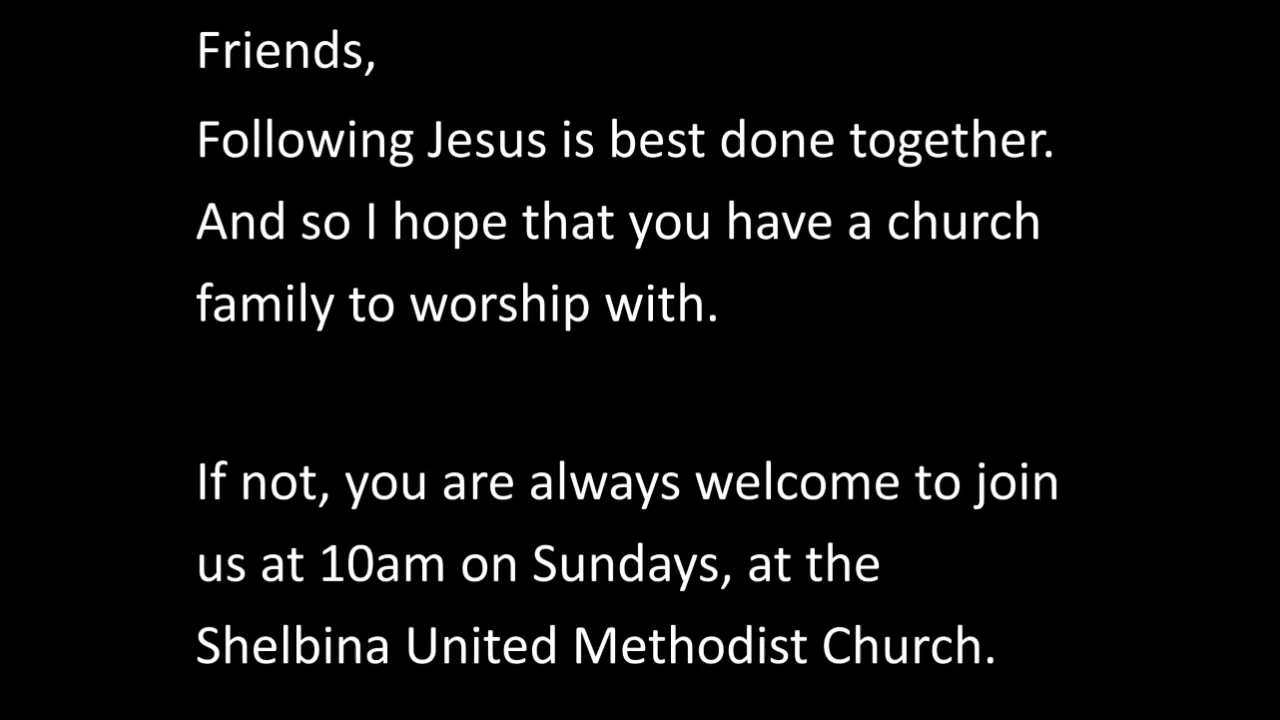 Friends,
Following Jesus is best done together.
And so I hope that you have a church
family to worship with.
If not, you are always welcome to join
us at 10am on Sundays, at the
Shelbina United Methodist Church.